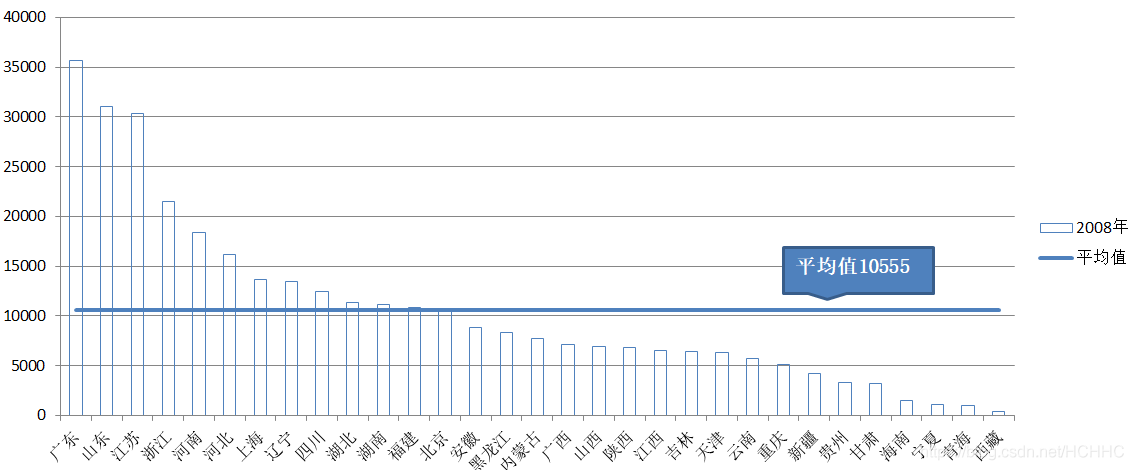 40000
35000
30000
25000
20000
15000
10000
5000
0
平均值10555
2008年
平均值
广东 山东 江苏 浙江 河南 河北 上海 辽宁 四川 湖北 湖南 福建 北京 安徽 黑龙江 内蒙古 广西 山西 陕西 江西 吉林 天津 云南 重庆 新疆 贵州 甘肃 海南 宁夏 青海 西藏
https://blog.csdn.net/HCHHC